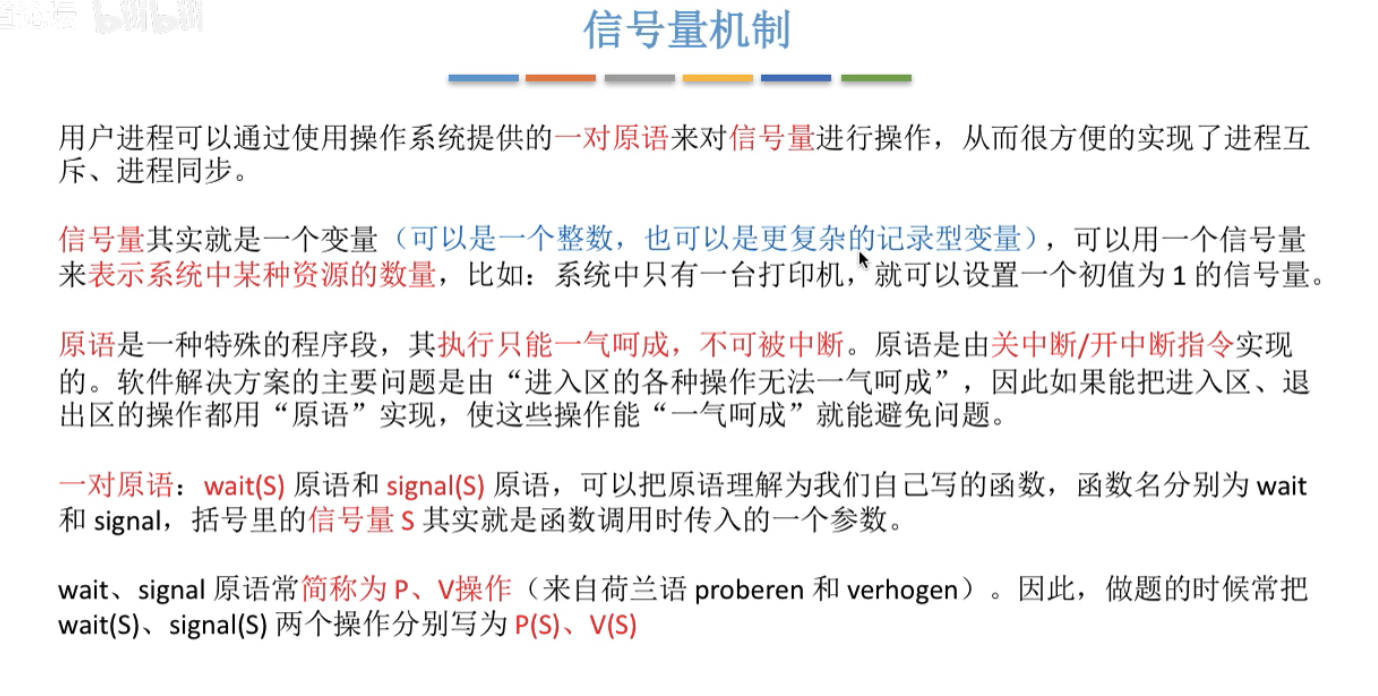 论坛 bilibili
信号量机制
用户进程可以通过使用操作系统提供的一对原语来对信号量进行操作，从而很方便的实现了进程互
斥、进程同步。
信号量其实就是一个变量（可以是一个整数，也可以是更复杂的记录型变量），可以用一个信号量
来表示系统中某种资源的数量，比如：系统中只有一台打印机，就可以设置一个初值为 1 的信号量。
原语是一种特殊的程序段，其执行只能一气呵成，不可被中断。原语是由关中断/开中断指令实现
的。软件解决方案的主要问题是由“进入区的各种操作无法一气呵成”，因此如果能把进入区、退
出区的操作都用“原语”实现，使这些操作能“一气呵成”就能避免问题。
一对原语：wait(S) 原语和 signal(S) 原语，可以把原语理解为我们自己写的函数，函数名分别为 wait
和 signal，括号里的信号量 S 其实就是函数调用时传入的一个参数。
wait、signal 原语常简称为 P、V操作（来自荷兰语 proberen 和 verhogen）。因此，做题的时候常把
wait(S)、signal(S) 两个操作分别写为 P(S)、V(S)